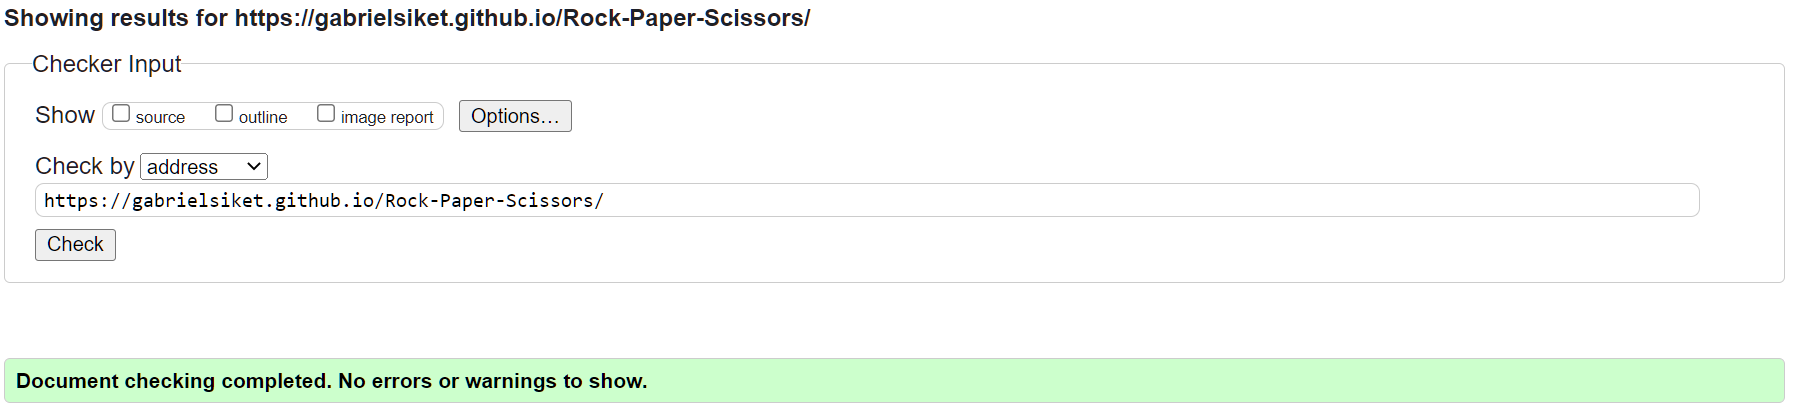 Showing results for https://gabrielsiket.github.io/Rock-Paper-Scissors/
Checker Input
Show source outline image report Options...
Check by address
https://gabrielsiket.github.io/Rock-Paper-Scissors/
Check
Document checking completed. No errors or warnings to show.